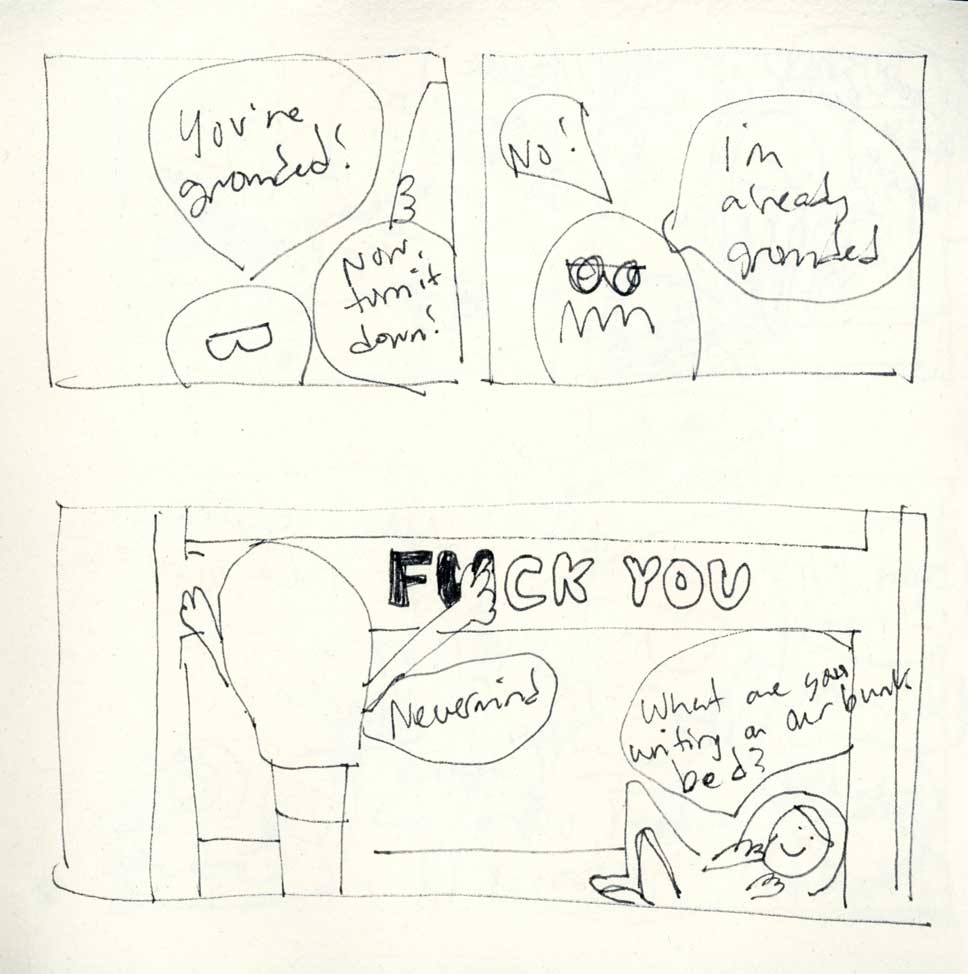 You're
grounded!
Now,
turn it
down!
No!
I'm
already
grounded
FUCK YOU
Nevermind
What are you
writing on our bunk
bed?